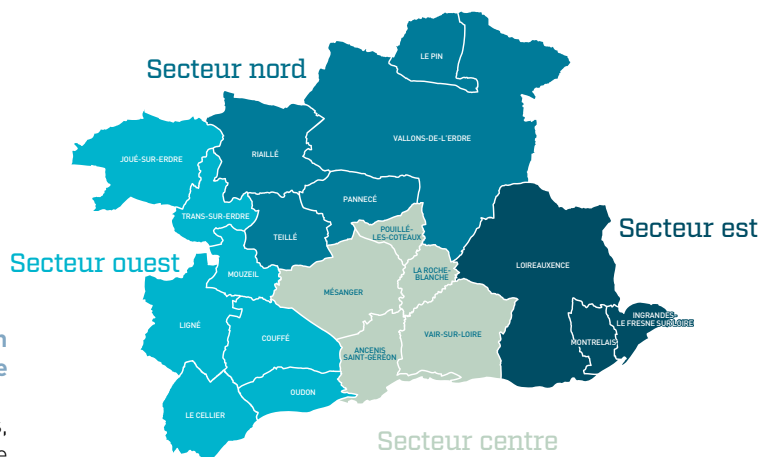 LE PIN
Secteur nord
VALLONS-DE-L'ERDRE
JOUÉ-SUR-ERDRE
RIAILLÉ
PANNECÉ
TRANS-SUR-ERDRE
POUILLÉ-
LES-COTEAUX
TEILLÉ
Secteur est
Secteur ouest
MOUZEIL
LA ROCHE-
BLANCHE
LOIREAUXENCE
MÉSANGER
INGRANDES-
LE FRESNE SUR LOIRE
LIGNÉ
COUFFÉ
VAIR-SUR-LOIRE
MONTRELAIS
ANCENIS
SAINT-GÉRÉON
OUDON
LE CELLIER
Secteur centre